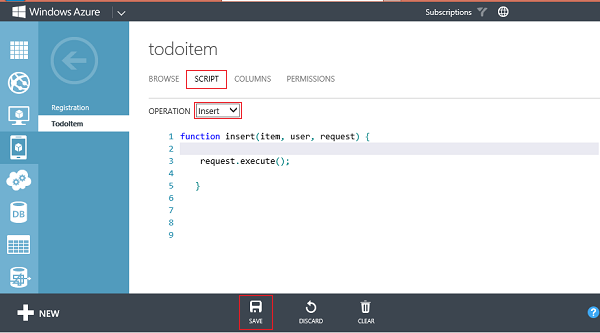 Windows Azure Subscriptions
todoitem
BROWSE SCRIPT COLUMNS PERMISSIONS
Registration
TodoItem
OPERATION Insert
1 function insert(item, user, request) {
2
3 request.execute();
4
5 }
6
7
8
9
DB
NEW SAVE DISCARD CLEAR ?